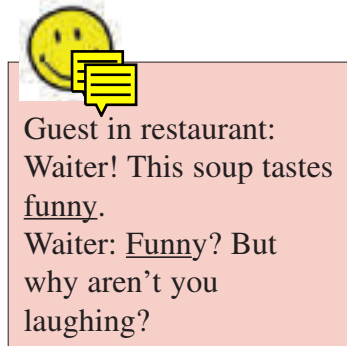 Guest in restaurant:
Waiter! This soup tastes
funny.
Waiter: Funny? But
why aren’t you
laughing?